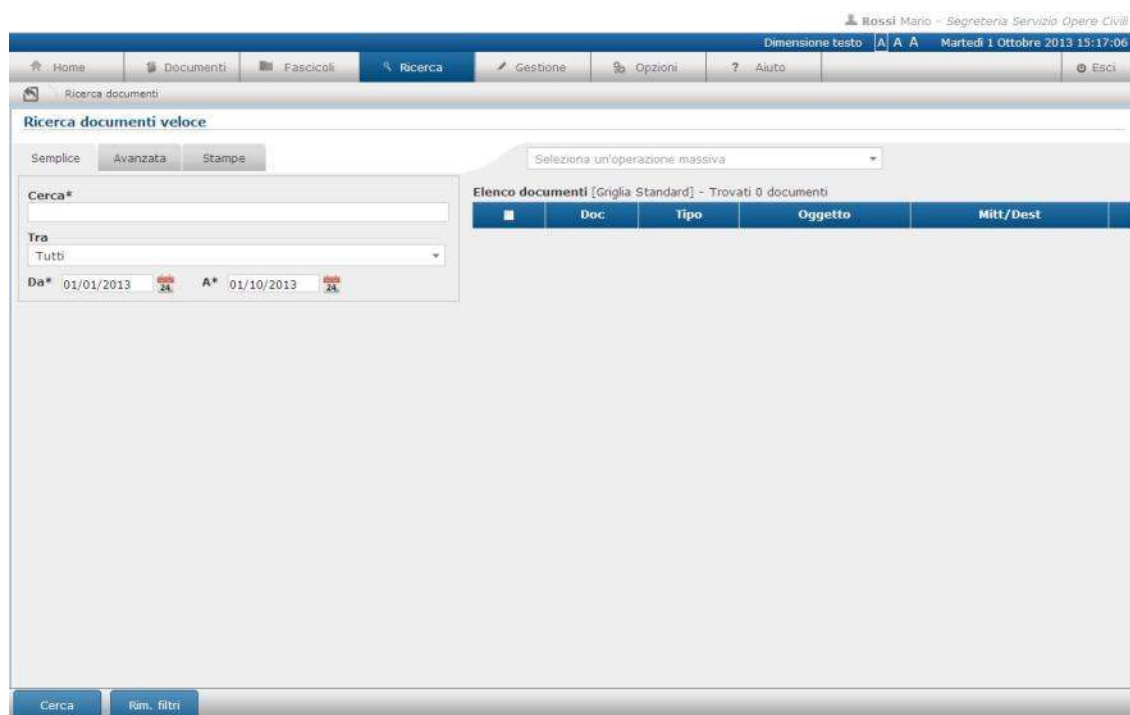 Rossi Mario - Segreteria Servizio Opere Civili
Dimensione testo A A A Martedì 1 Ottobre 2013 15:17:06
Home Documenti Fascicoli Ricerca Gestione Opzioni ? Aiuto Esci
Ricerca documenti
Ricerca documenti veloce
Semplice Avanzata Stampe Seleziona un'operazione massiva
Cerca*
Elenco documenti [Griglia Standard] - Trovati 0 documenti
Doc Tipo Oggetto Mitt/Dest
Tra
Tutti
Da* 01/01/2013 24 A* 01/10/2013 24
Cerca Rim. filtri